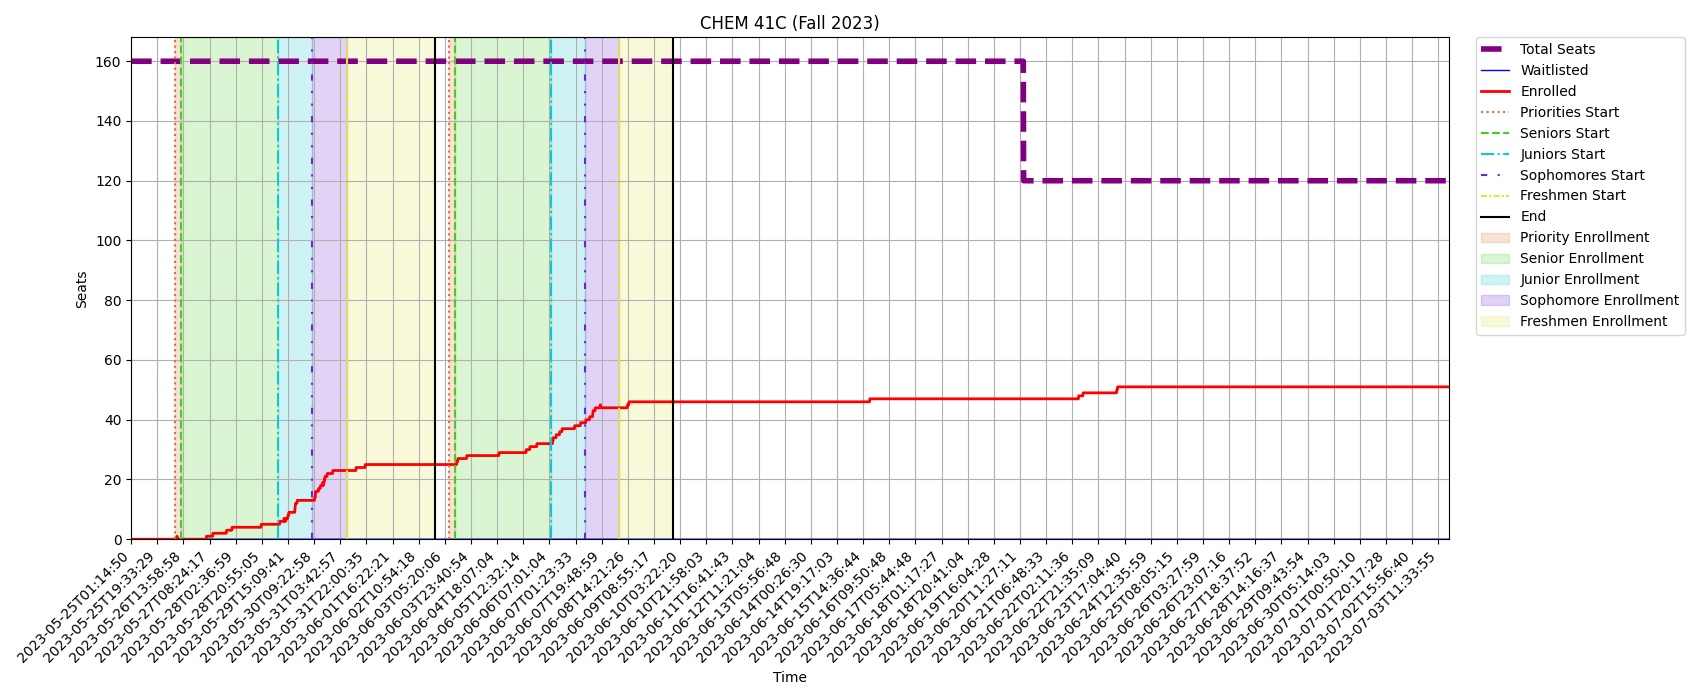 CHEM 41C (Fall 2023)
Seats
160
140
120
100
80
60
40
20
0
2023-05-25T01:14:50
2023-05-25T19:33:29
2023-05-26T13:58:58
2023-05-27T08:24:17
2023-05-28T02:36:59
2023-05-28T20:55:05
2023-05-29T15:09:41
2023-05-30T09:22:58
2023-05-31T03:42:57
2023-05-31T22:00:35
2023-06-01T16:22:21
2023-06-02T10:54:18
2023-06-03T05:20:06
2023-06-03T23:40:54
2023-06-04T18:07:04
2023-06-05T12:32:14
2023-06-06T07:01:04
2023-06-07T01:23:33
2023-06-07T19:48:59
2023-06-08T14:21:26
2023-06-09T08:55:17
2023-06-10T03:22:20
2023-06-10T21:58:03
2023-06-11T16:41:43
2023-06-12T11:21:04
2023-06-13T05:56:48
2023-06-14T00:26:30
2023-06-14T19:17:03
2023-06-15T14:36:44
2023-06-16T09:50:48
2023-06-17T05:44:48
2023-06-18T01:17:27
2023-06-18T20:41:04
2023-06-19T16:04:28
2023-06-20T11:27:11
2023-06-21T06:48:33
2023-06-22T02:11:36
2023-06-22T21:35:09
2023-06-23T17:04:40
2023-06-24T12:35:59
2023-06-25T08:05:15
2023-06-26T03:27:59
2023-06-26T23:07:16
2023-06-27T18:37:52
2023-06-28T14:16:37
2023-06-29T09:43:54
2023-06-30T05:14:03
2023-07-01T00:50:10
2023-07-01T20:17:28
2023-07-02T15:56:40
2023-07-03T11:33:55
Time
Total Seats
Waitlisted
Enrolled
Priorities Start
Seniors Start
Juniors Start
Sophomores Start
Freshmen Start
End
Priority Enrollment
Senior Enrollment
Junior Enrollment
Sophomore Enrollment
Freshmen Enrollment